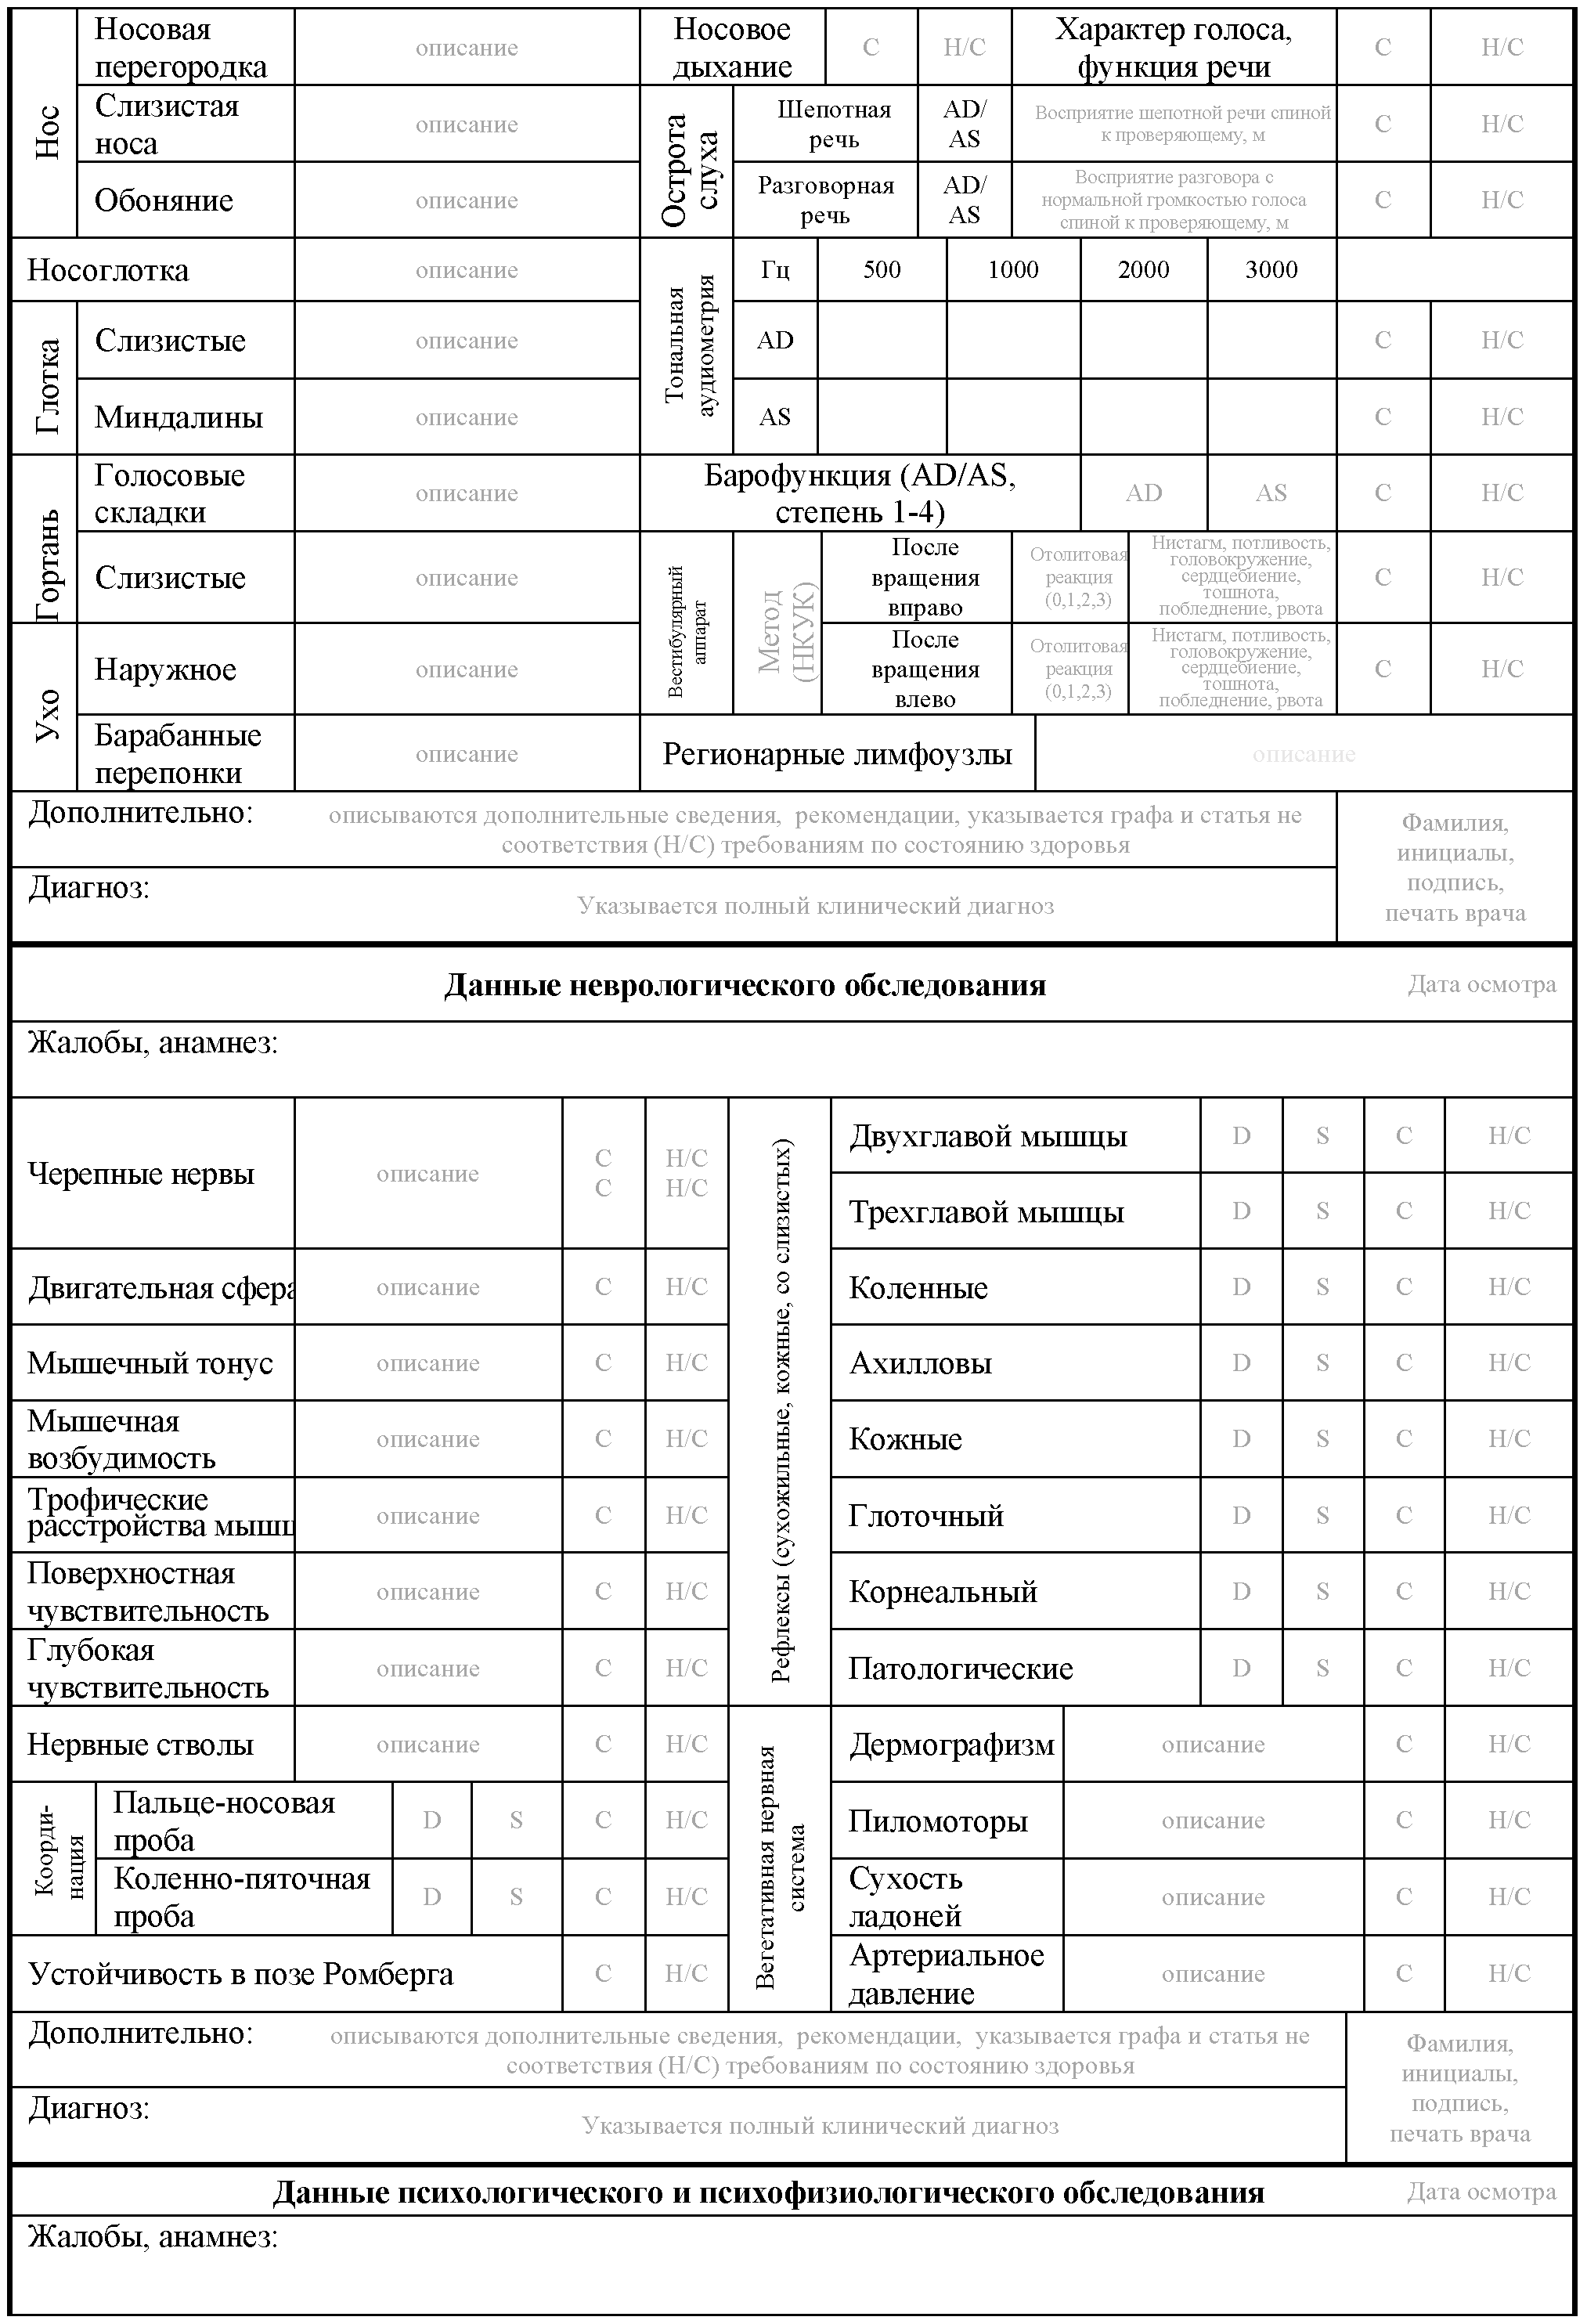 Нос
Носовая
перегородка
описание
Носовое
дыхание
С
Н/С
Характер голоса,
функция речи
С
Н/С
Слизистая
носа
описание
Острота
слуха
Шепотная
речь
AD/
AS
Восприятие шепотной речи спиной
к проверяющему, м
С
Н/С
Обоняние
описание
Разговорная
речь
AD/
AS
Восприятие разговора с
нормальной громкостью голоса
спиной к проверяющему, м
С
Н/С
Носоглотка
описание
Тональная
аудиометрия
Гц
500
1000
2000
3000
Глотка
Слизистые
описание
AD
С
Н/С
Миндалины
описание
AS
С
Н/С
Гортань
Голосовые
складки
описание
Барофункция (AD/AS,
степень 1-4)
AD
AS
С
Н/С
Слизистые
описание
Вестибулярный
аппарат
Метод
(НКУК)
После
вращения
вправо
Отолитовая
реакция
(0,1,2,3)
Нистагм, потливость,
головокружение,
сердцебиение,
тошнота,
побледнение, рвота
С
Н/С
Ухо
Наружное
описание
После
вращения
влево
Отолитовая
реакция
(0,1,2,3)
Нистагм, потливость,
головокружение,
сердцебиение,
тошнота,
побледнение, рвота
С
Н/С
Барабанные
перепонки
описание
Регионарные лимфоузлы
описание
Дополнительно:
описываются дополнительные сведения, рекомендации, указывается графа и статья не
соответствия (Н/С) требованиям по состоянию здоровья
Фамилия,
инициалы,
подпись,
печать врача
Диагноз:
Указывается полный клинический диагноз
Данные неврологического обследования
Дата осмотра
Жалобы, анамнез:
Черепные нервы
описание
С
С
Н/С
Н/С
Рефлексы (сухожильные, кожные, со слизистых)
Двухглавой мышцы
D
S
С
Н/С
Трехглавой мышцы
D
S
С
Н/С
Двигательная сфера
описание
С
Н/С
Коленные
D
S
С
Н/С
Мышечный тонус
описание
С
Н/С
Ахилловы
D
S
С
Н/С
Мышечная
возбудимость
описание
С
Н/С
Кожные
D
S
С
Н/С
Трофические
расстройства мышц
описание
С
Н/С
Глоточный
D
S
С
Н/С
Поверхностная
чувствительность
описание
С
Н/С
Корнеальный
D
S
С
Н/С
Глубокая
чувствительность
описание
С
Н/С
Патологические
D
S
С
Н/С
Нервные стволы
описание
С
Н/С
Вегетативная нервная
система
Дермографизм
описание
С
Н/С
Коорди-
нация
Пальце-носовая
проба
D
S
С
Н/С
Пиломоторы
описание
С
Н/С
Коленно-пяточная
проба
D
S
С
Н/С
Сухость
ладоней
описание
С
Н/С
Устойчивость в позе Ромберга
С
Н/С
Артериальное
давление
описание
С
Н/С
Дополнительно:
описываются дополнительные сведения, рекомендации, указывается графа и статья не
соответствия (Н/С) требованиям по состоянию здоровья
Фамилия,
инициалы,
подпись,
печать врача
Диагноз:
Указывается полный клинический диагноз
Данные психологического и психофизиологического обследования
Дата осмотра
Жалобы, анамнез: